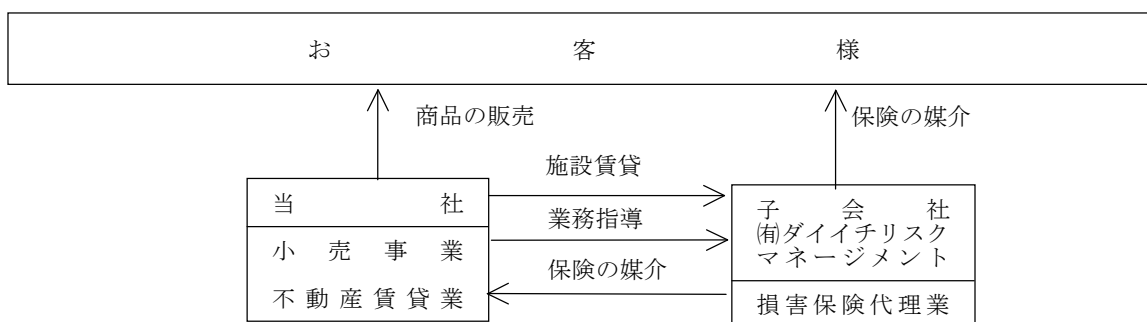 お客様
商品の販売
保険の媒介
施設賃貸
当社
業務指導
小売事業
保険の媒介
不動産賃貸業
子会社
㈲ダイイチリスク
マネージメント
損害保険代理業